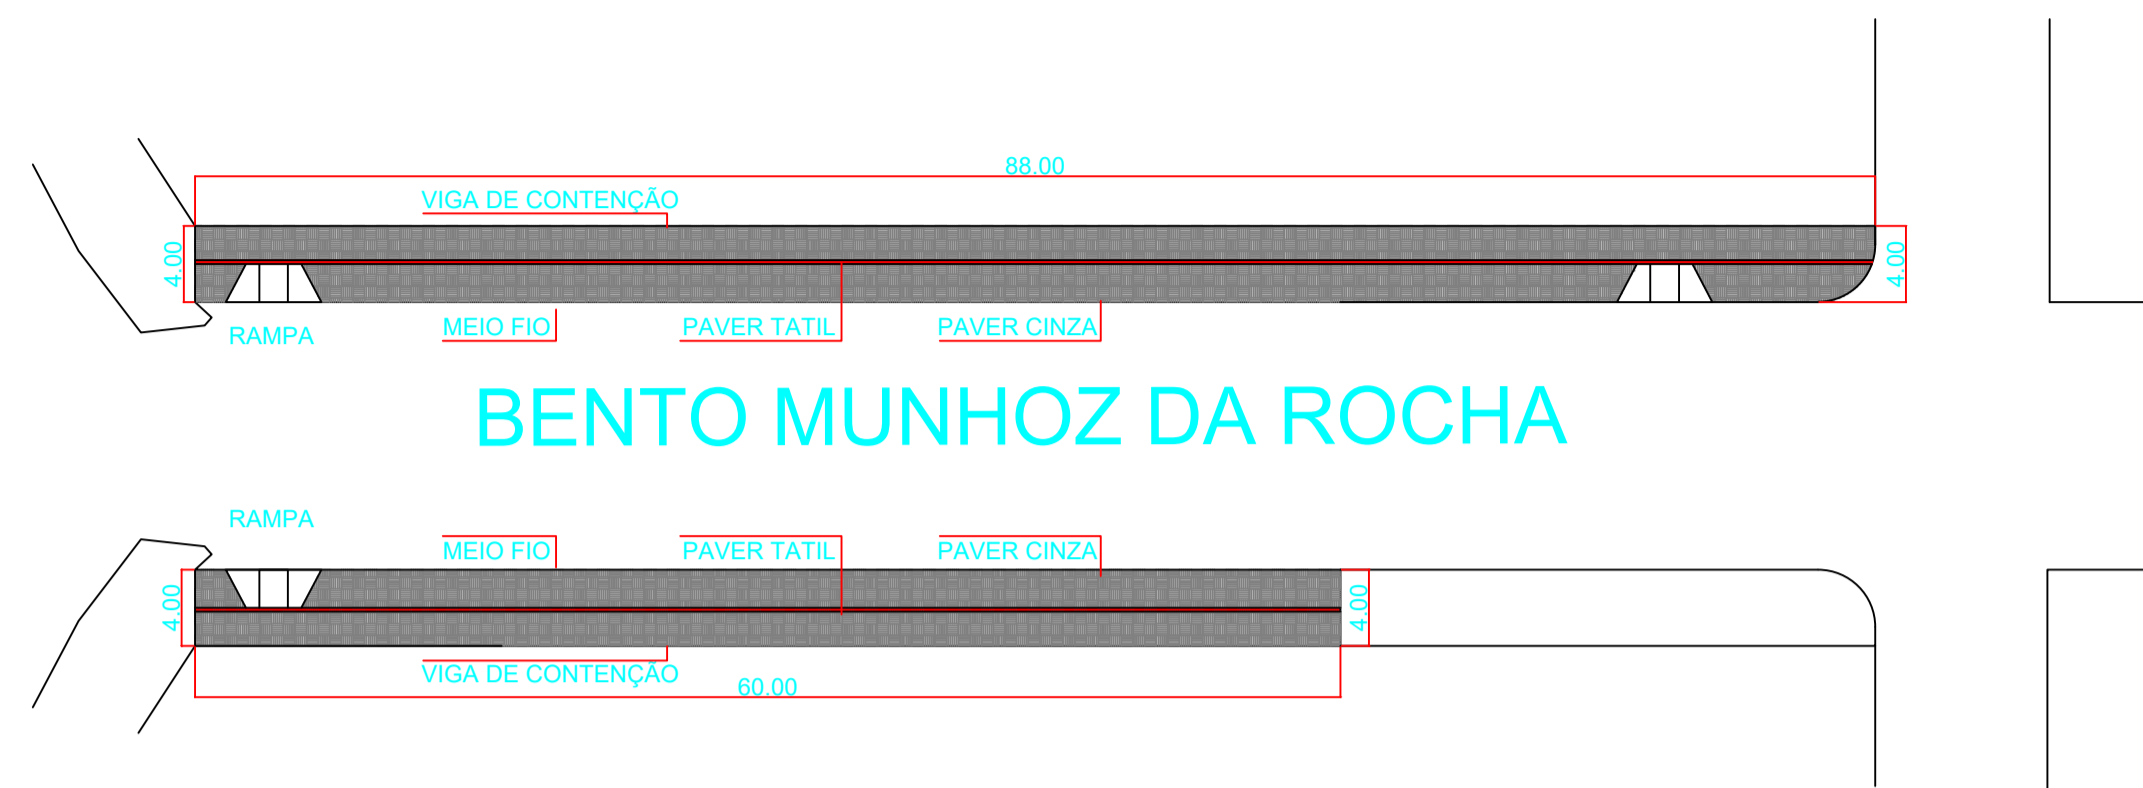 88.00
VIGA DE CONTENÇÃO
4.00
4.00
RAMPA
MEIO FIO
PAVER TATIL
PAVER CINZA
BENTO MUNHOZ DA ROCHA
RAMPA
MEIO FIO
PAVER TATIL
PAVER CINZA
4.00
4.00
VIGA DE CONTENÇÃO
60.00